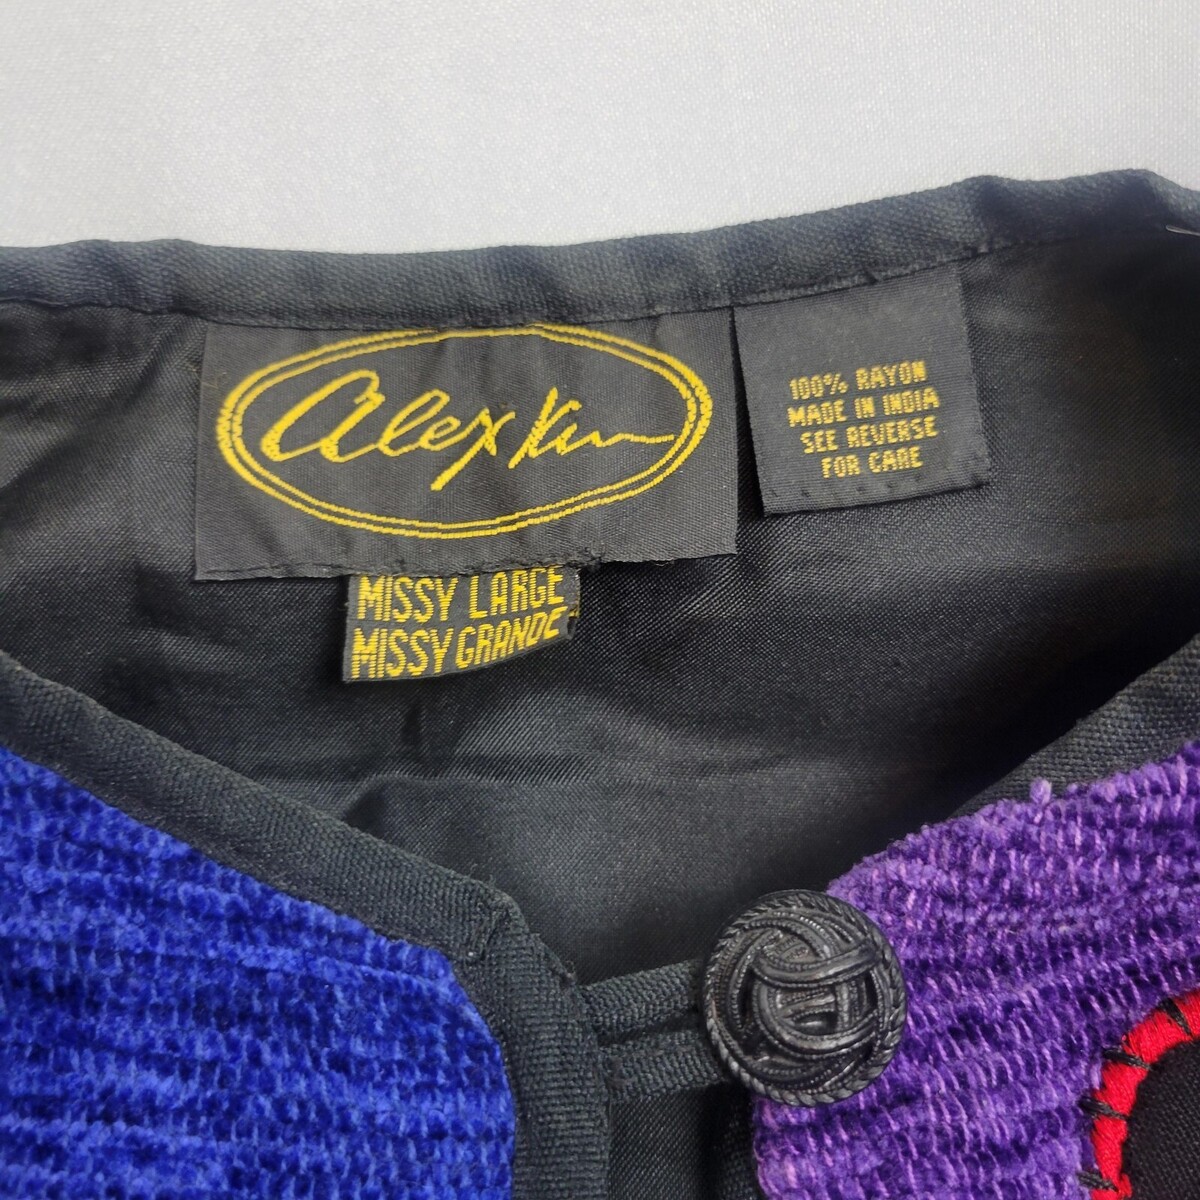 Alex Kim
100% RAYON
MADE IN INDIA
SEE REVERSE
FOR CARE
MISSY LARGE
MISSY GRANDE